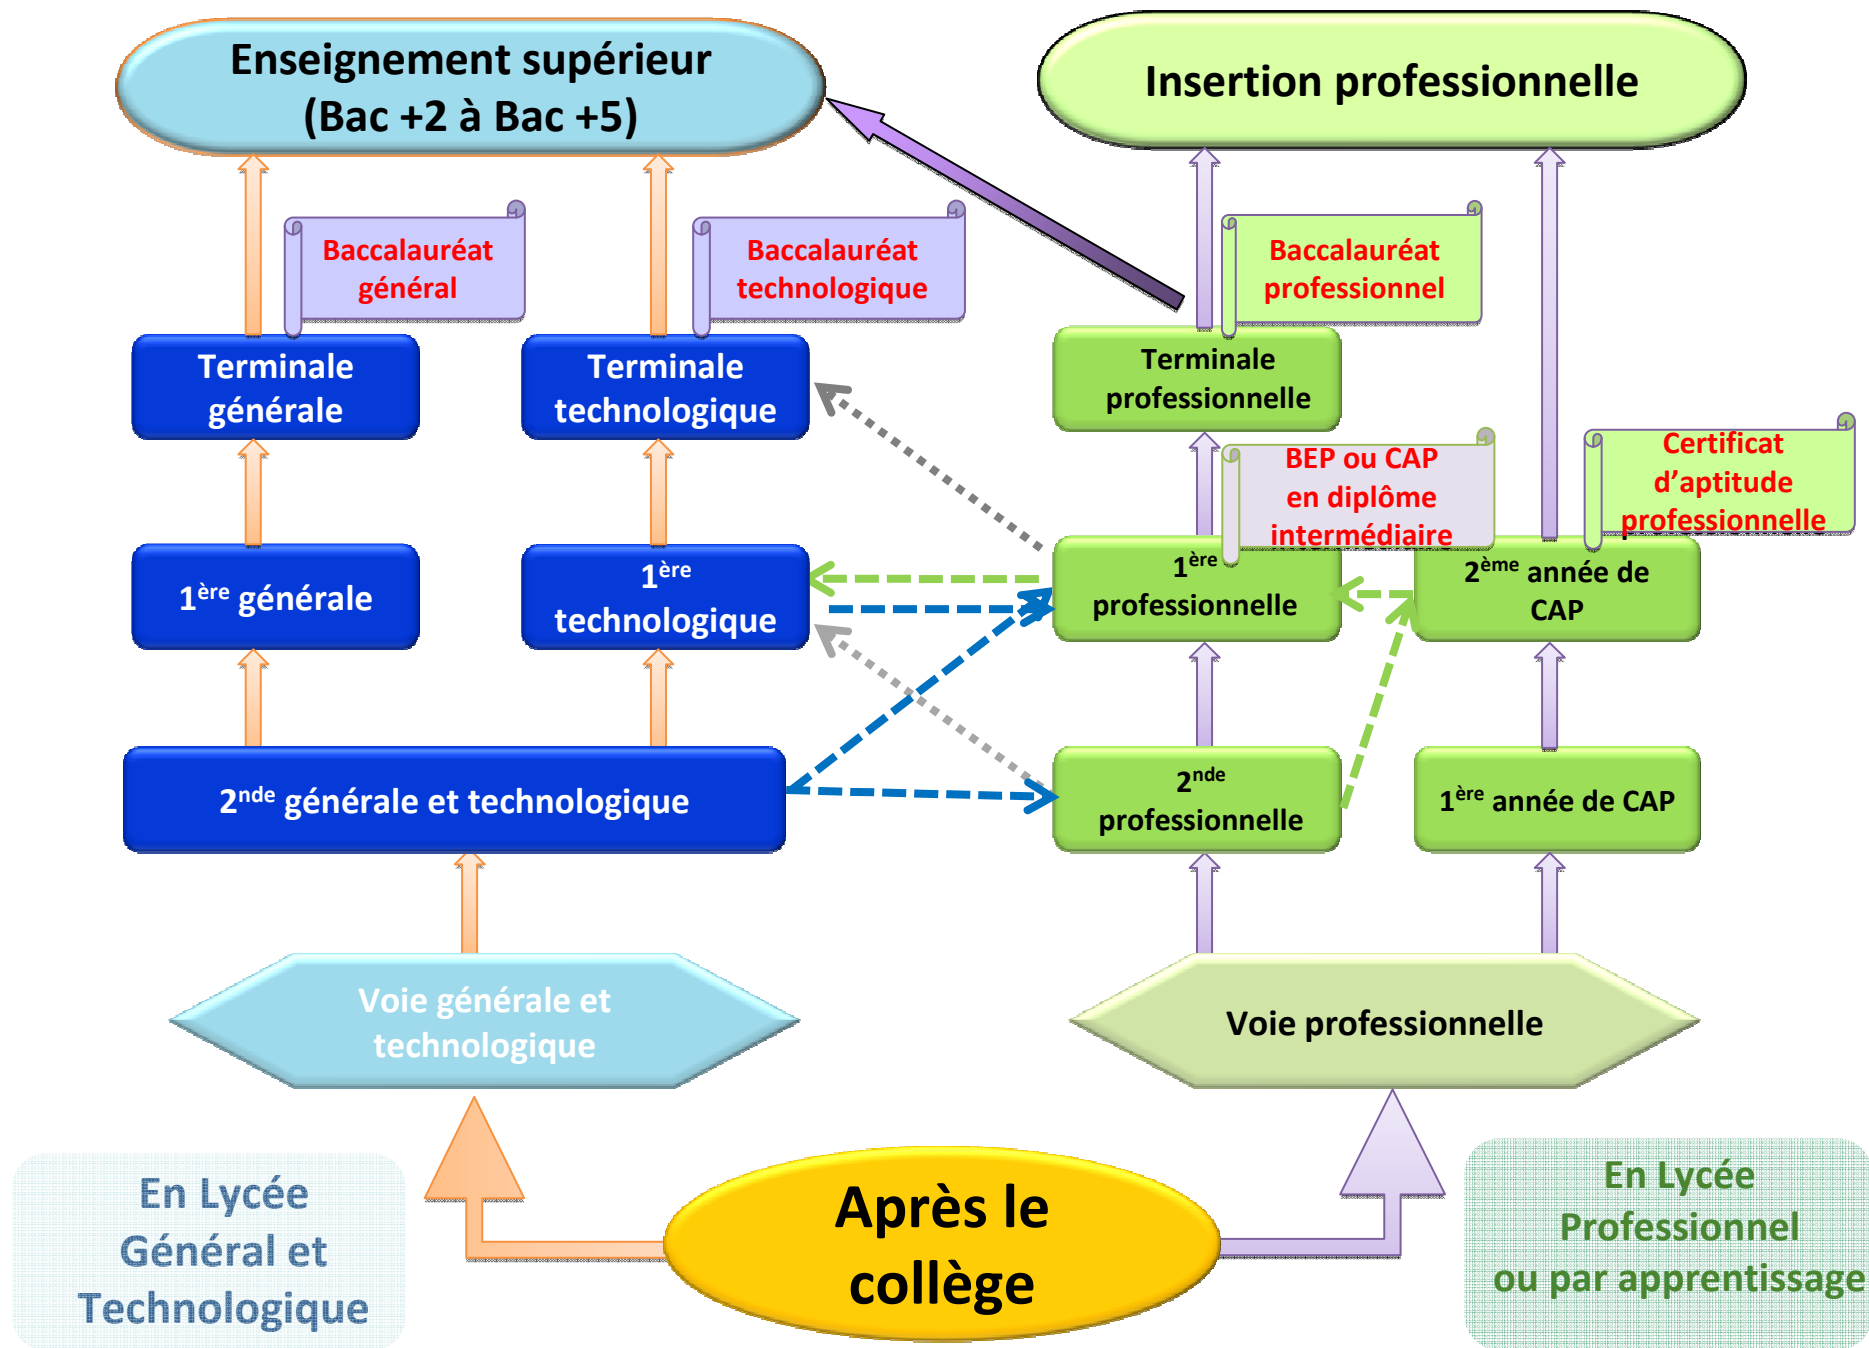 Enseignement supérieur
(Bac +2 à Bac +5)
Insertion professionnelle
Baccalauréat
général
Baccalauréat
technologique
Baccalauréat
professionnel
Terminale
générale
Terminale
technologique
Terminale
professionnelle
BEP ou CAP
en diplôme
intermédiaire
Certificat
d’aptitude
professionnelle
1ère générale
1ère
technologique
1ère
professionnelle
2ème année de
CAP
2nde générale et technologique
2nde
professionnelle
1ère année de CAP
Voie générale et
technologique
Voie professionnelle
En Lycée
Général et
Technologique
Après le
collège
En Lycée
Professionnel
ou par apprentissage